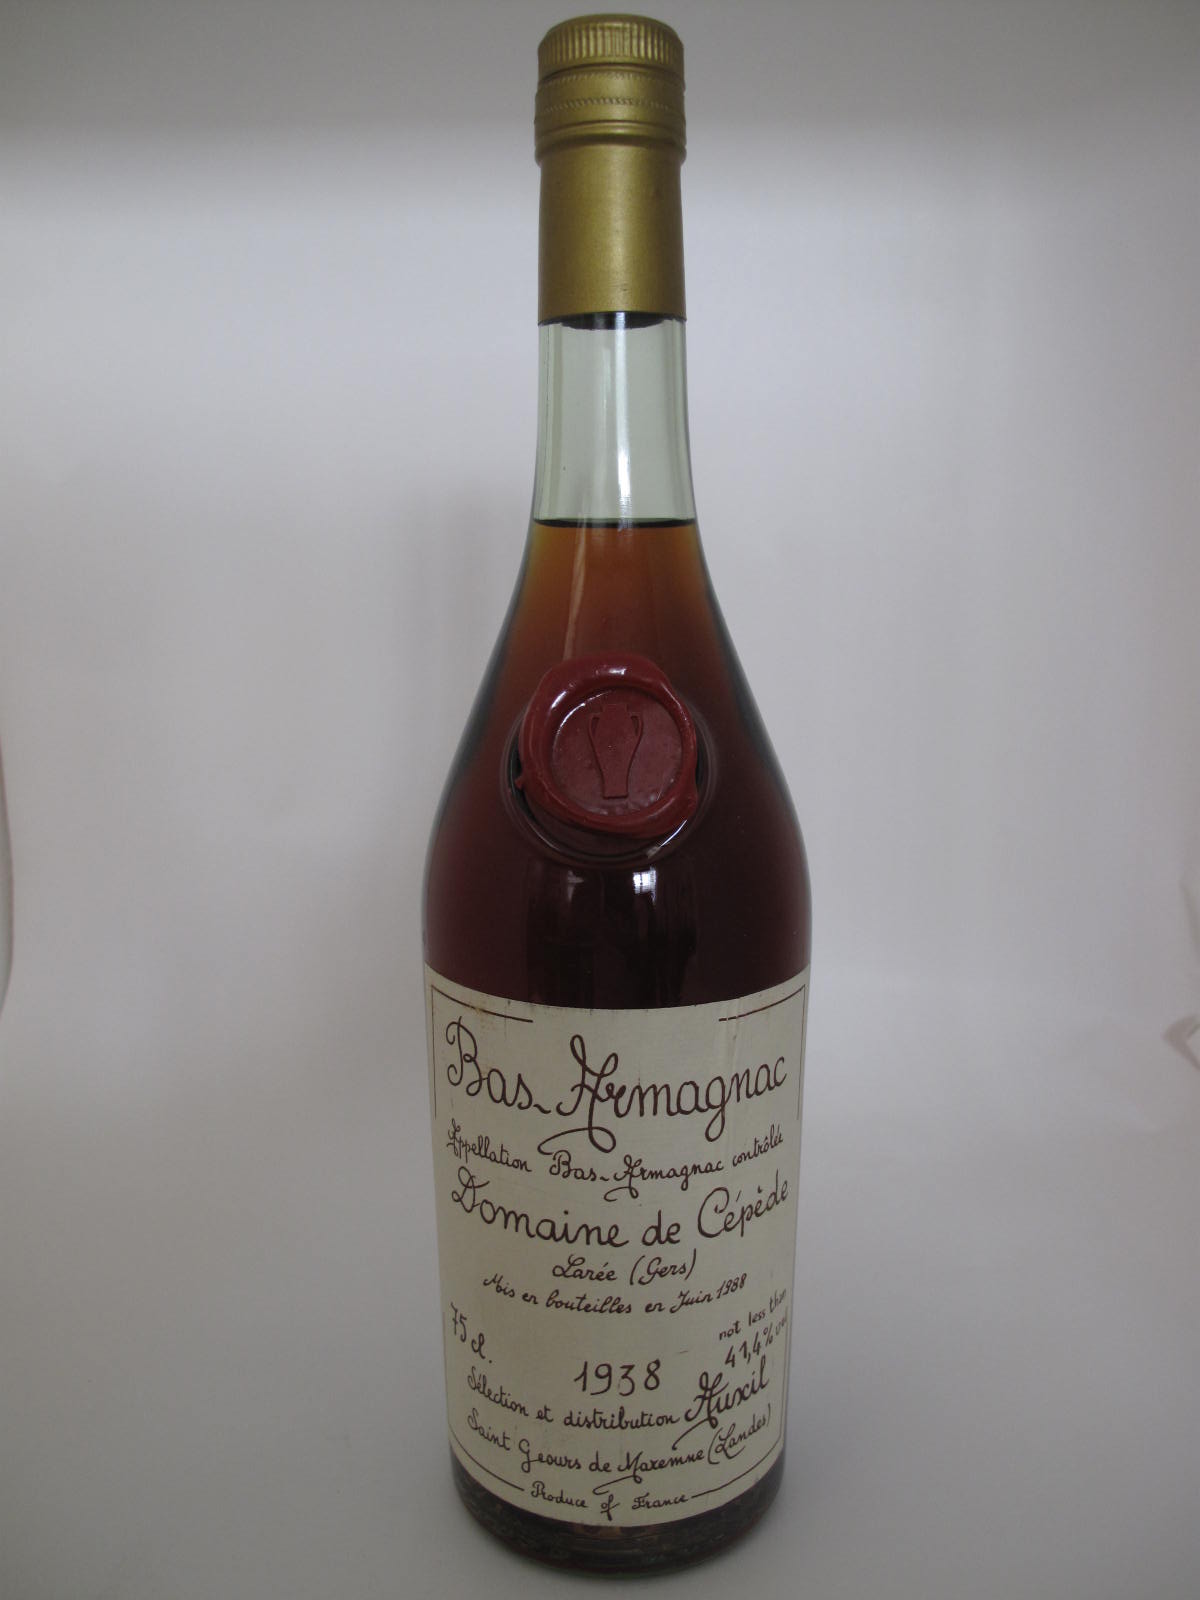 Bas-Armagnac
Appellation Bas-Armagnac contrôlée
Domaine de Cépède
Larée (Gers)
Mis en bouteilles en Juin 1988
75 cl.
not less than
41,4% vol
1938
Sélection et distribution Auxil
Saint Geours de Maremne (Landes)
Produce of France